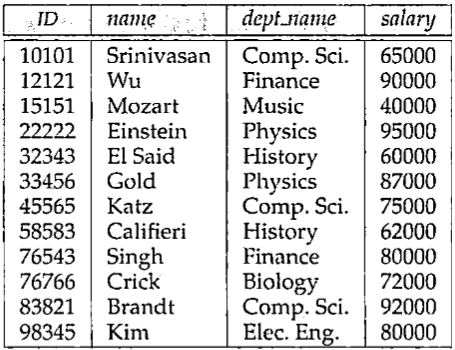 ID name dept_name salary
10101 Srinivasan Comp. Sci. 65000
12121 Wu Finance 90000
15151 Mozart Music 40000
22222 Einstein Physics 95000
32343 El Said History 60000
33456 Gold Physics 87000
45565 Katz Comp. Sci. 75000
58583 Califieri History 62000
76543 Singh Finance 80000
76766 Crick Biology 72000
83821 Brandt Comp. Sci. 92000
98345 Kim Elec. Eng. 80000